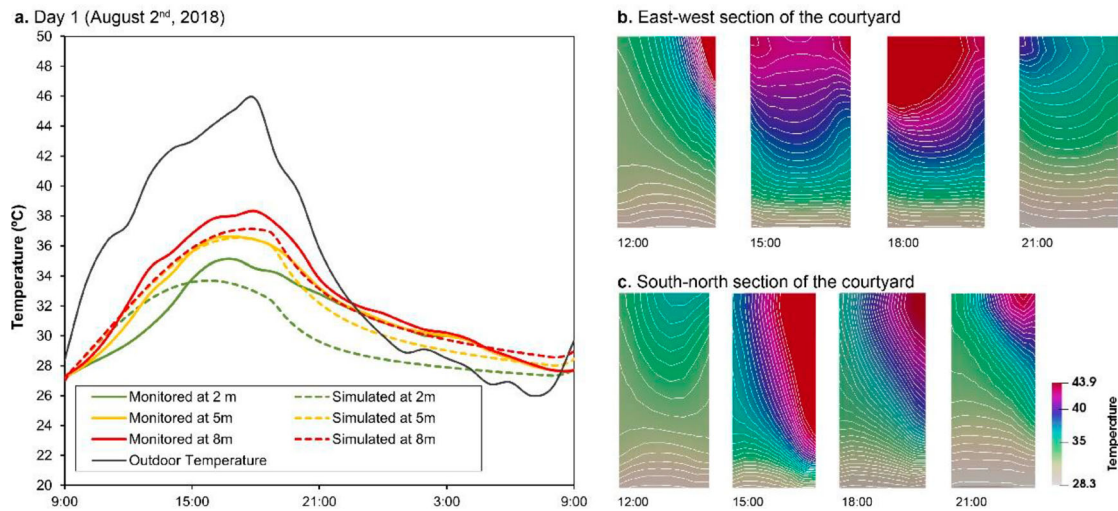 a. Day 1 (August 2nd, 2018)
50
48
46
44
42
40
38
36
34
32
30
28
26
24
22
20
Temperature (ºC)
9:00 15:00 21:00 3:00 9:00
Monitored at 2 m Simulated at 2m
Monitored at 5m Simulated at 5m
Monitored at 8m Simulated at 8m
Outdoor Temperature
b. East-west section of the courtyard
12:00 15:00 18:00 21:00
c. South-north section of the courtyard
12:00 15:00 18:00 21:00
43.9
40
35
28.3
Temperature